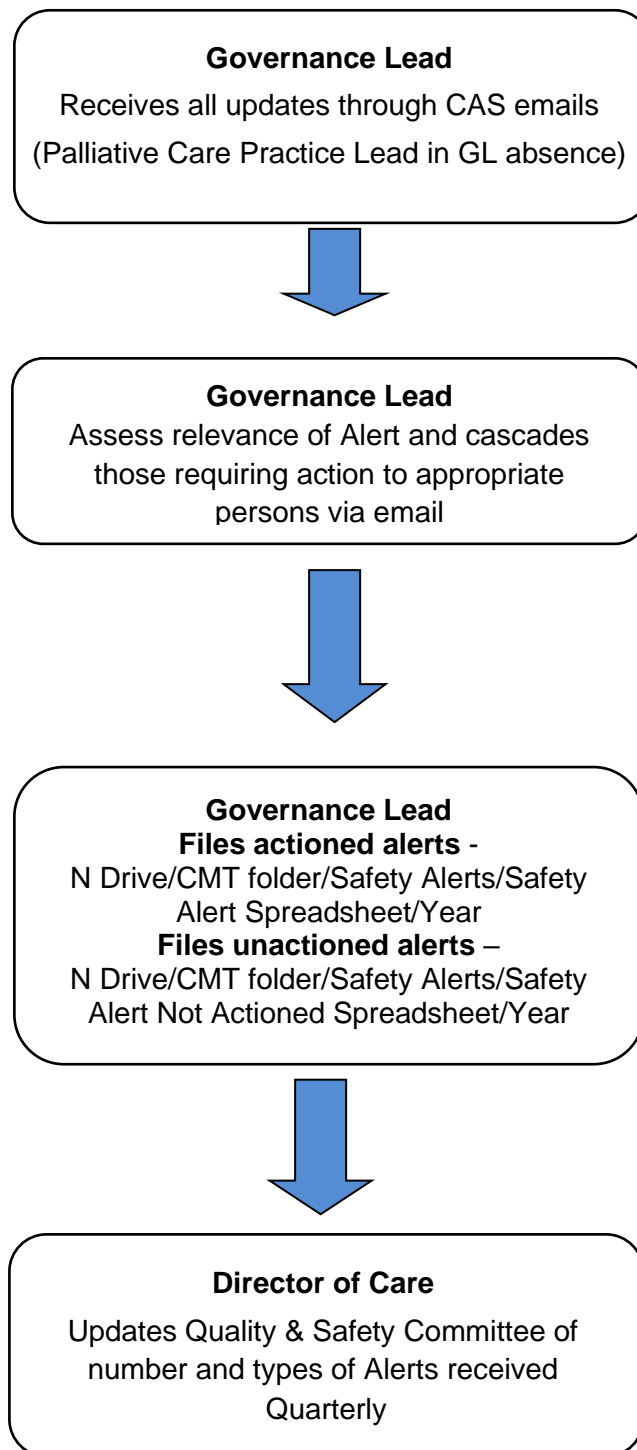 Governance Lead
Receives all updates through CAS emails
(Palliative Care Practice Lead in GL absence)
Governance Lead
Assess relevance of Alert and cascades
those requiring action to appropriate
persons via email
Governance Lead
Files actioned alerts -
N Drive/CMT folder/Safety Alerts/Safety
Alert Spreadsheet/Year
Files unactioned alerts –
N Drive/CMT folder/Safety Alerts/Safety
Alert Not Actioned Spreadsheet/Year
Director of Care
Updates Quality & Safety Committee of
number and types of Alerts received
Quarterly